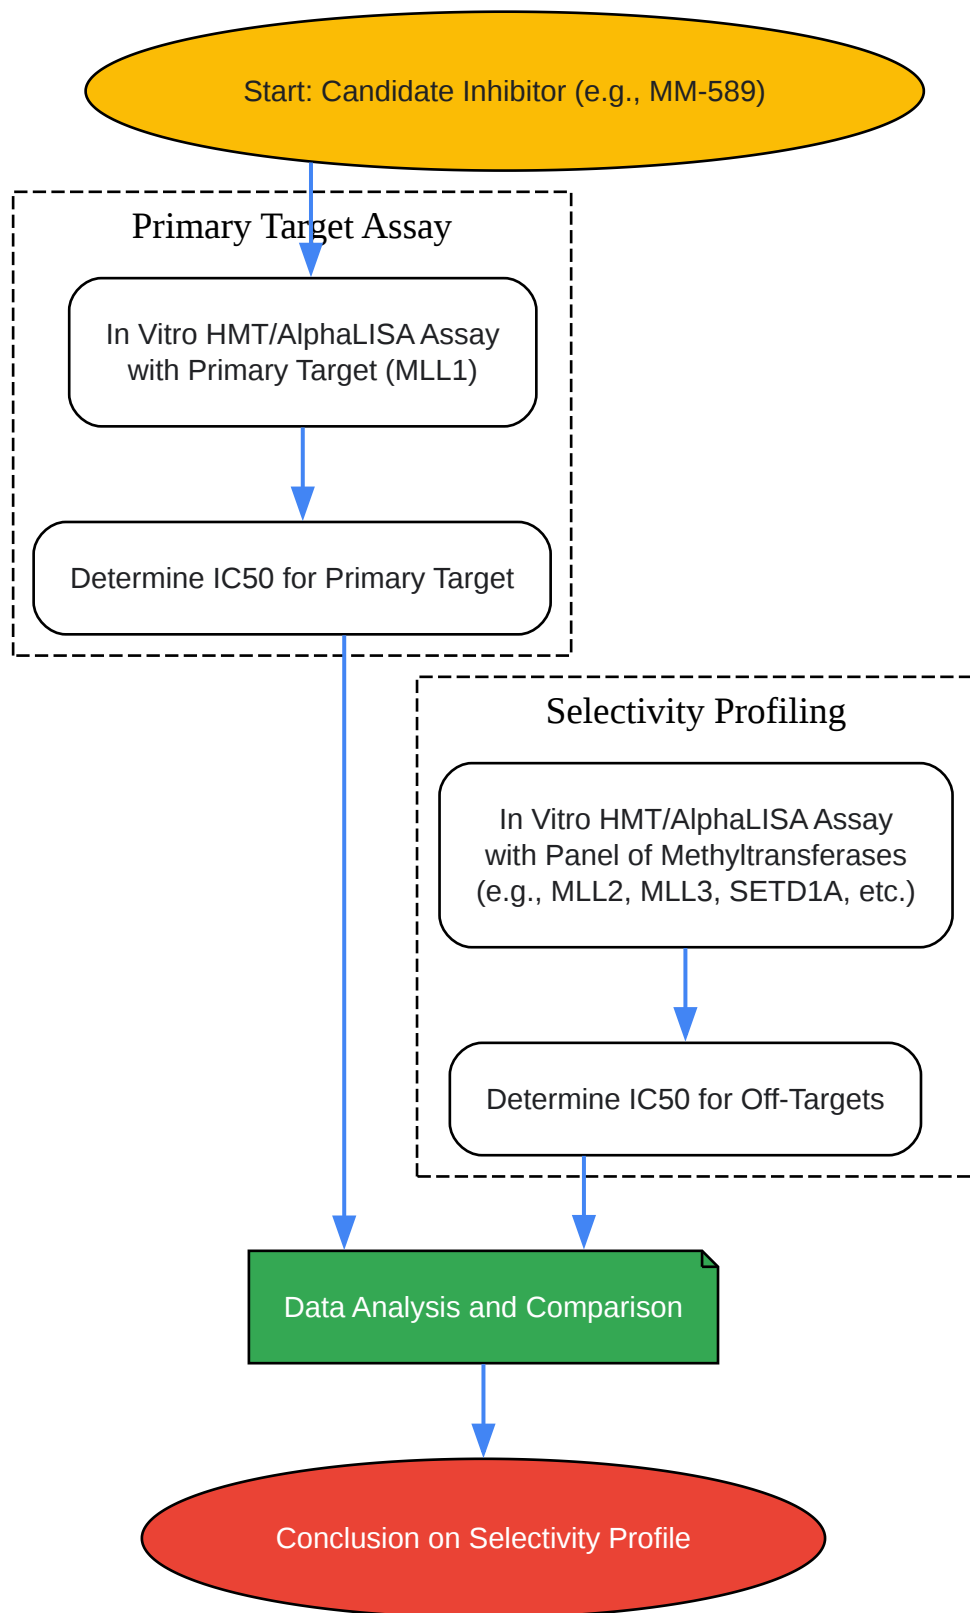 Start: Candidate Inhibitor (e.g., MM-589)
Primary Target Assay
In Vitro HMT/AlphaLISA Assay
with Primary Target (MLL1)
Determine IC50 for Primary Target
Selectivity Profiling
In Vitro HMT/AlphaLISA Assay
with Panel of Methyltransferases
(e.g., MLL2, MLL3, SETD1A, etc.)
Determine IC50 for Off-Targets
Data Analysis and Comparison
Conclusion on Selectivity Profile